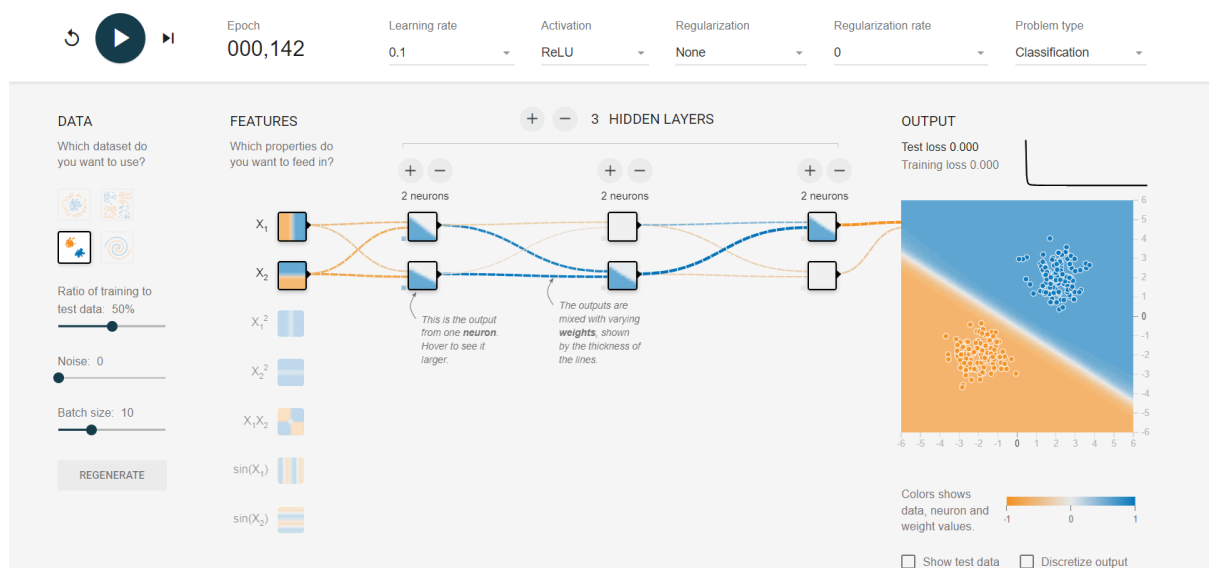 Epoch
000,142
Learning rate
0.1
Activation
ReLU
Regularization
None
Regularization rate
0
Problem type
Classification
DATA
Which dataset do
you want to use?
Ratio of training to
test data: 50%
Noise: 0
Batch size: 10
REGENERATE
FEATURES
Which properties do
you want to feed in?
X1
X2
X1²
X2²
X1X2
sin(X1)
sin(X2)
+ − 3 HIDDEN LAYERS
+ −
2 neurons
+ −
2 neurons
+ −
2 neurons
This is the output
from one neuron.
Hover to see it
larger.
The outputs are
mixed with varying
weights, shown
by the thickness of
the lines.
OUTPUT
Test loss 0.000
Training loss 0.000
6
5
4
3
2
1
0
-1
-2
-3
-4
-5
-6
-6 -5 -4 -3 -2 -1 0 1 2 3 4 5 6
Colors shows
data, neuron and
weight values.
-1 0 1
Show test data
Discretize output